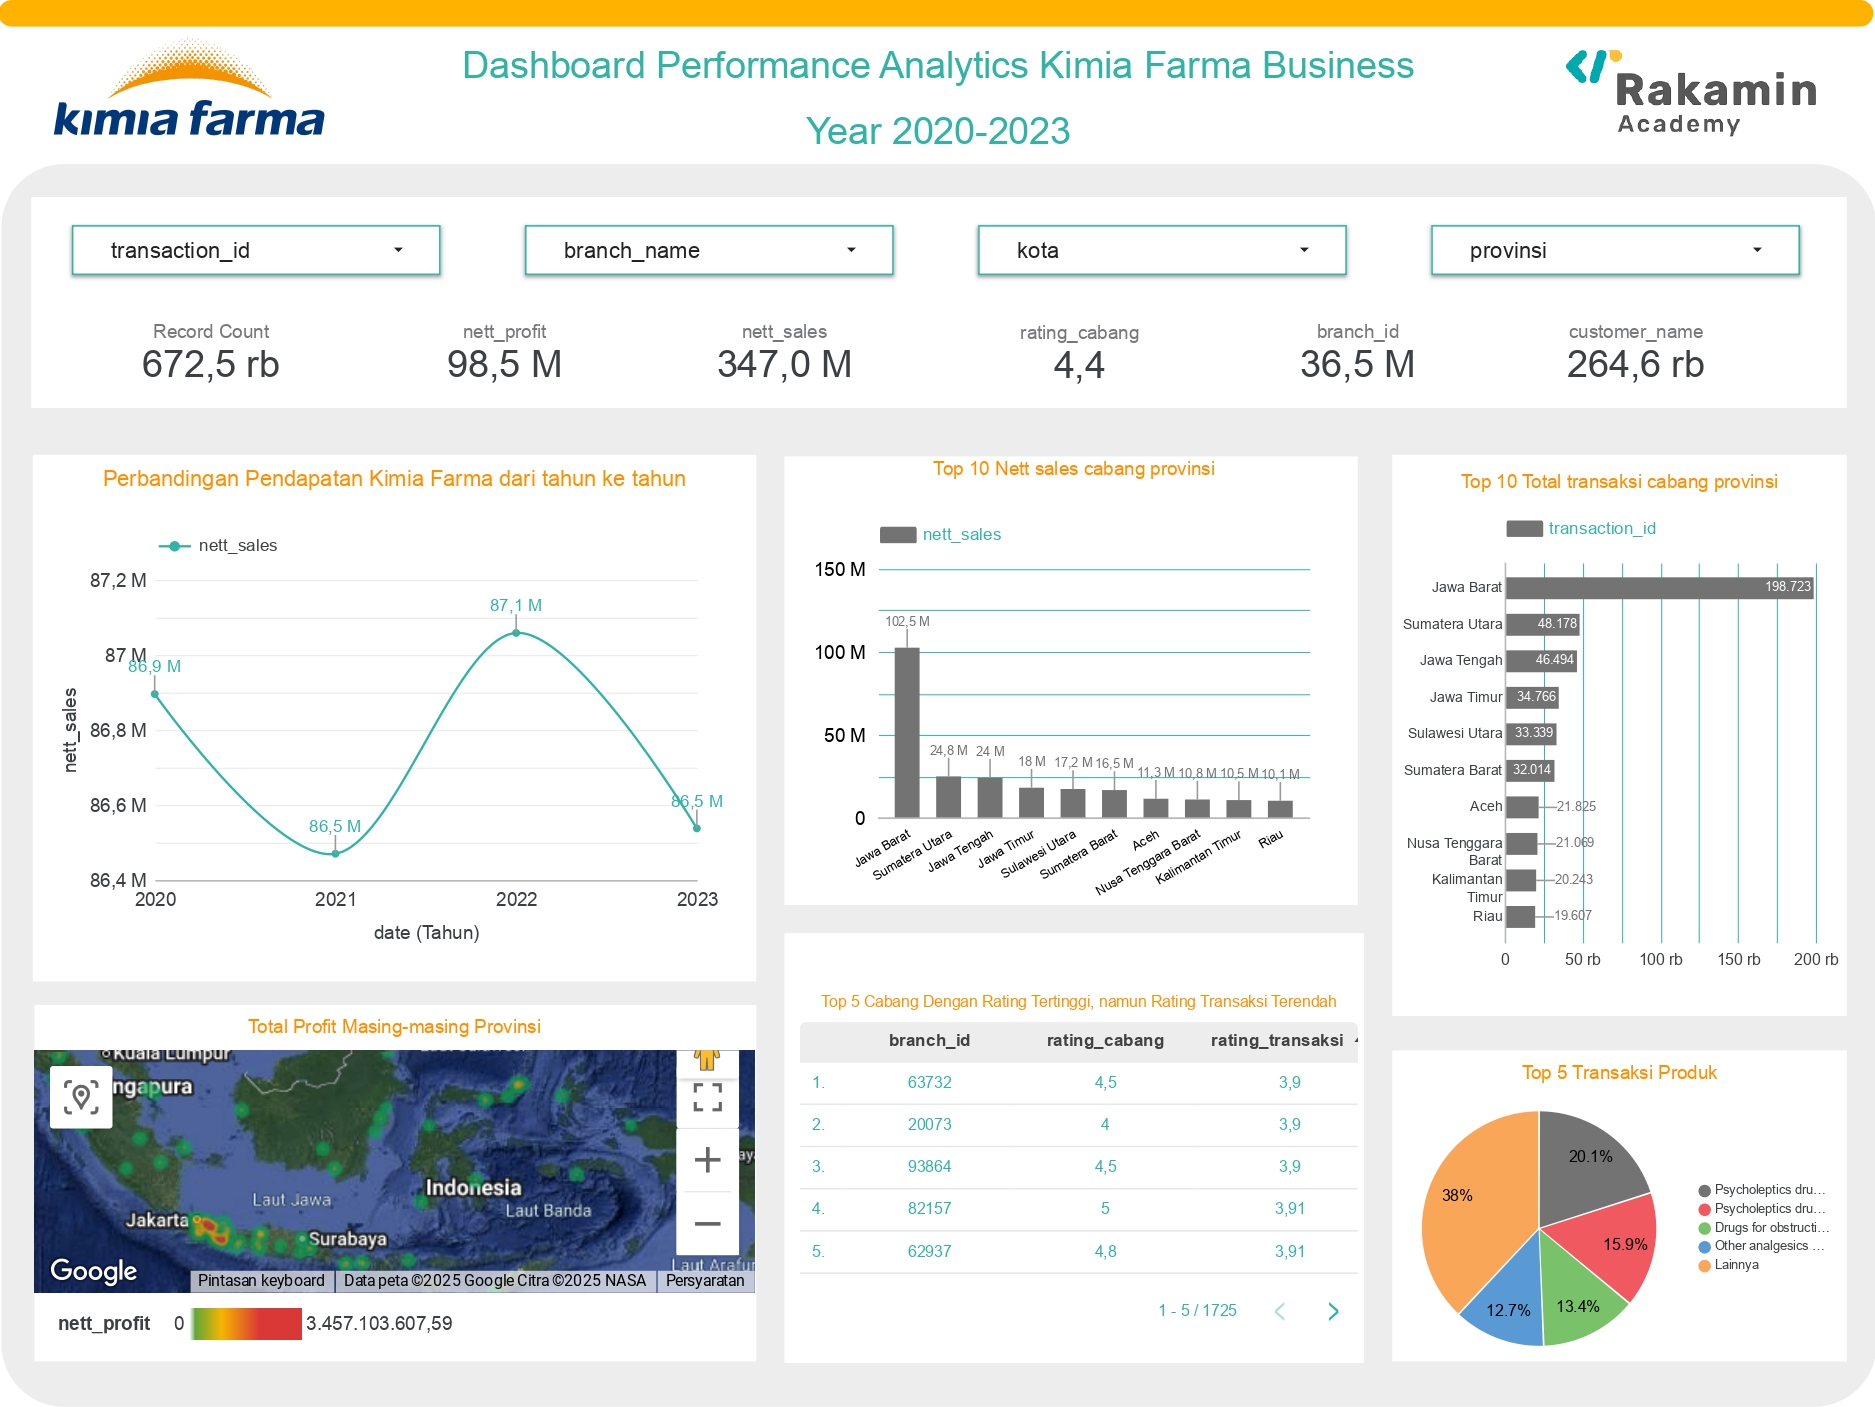 kimia farma
Dashboard Performance Analytics Kimia Farma Business
Year 2020-2023
Rakamin
Academy
transaction_id
branch_name
kota
provinsi
Record Count
672,5 rb
nett_profit
98,5 M
nett_sales
347,0 M
rating_cabang
4,4
branch_id
36,5 M
customer_name
264,6 rb
Perbandingan Pendapatan Kimia Farma dari tahun ke tahun
nett_sales
87,2 M
87 M
86,8 M
86,6 M
86,4 M
nett_sales
86,9 M
86,5 M
87,1 M
86,5 M
2020
2021
2022
2023
date (Tahun)
Top 10 Nett sales cabang provinsi
nett_sales
150 M
100 M
50 M
0
102,5 M
24,8 M
24 M
18 M
17,2 M
16,5 M
11,3 M
10,8 M
10,5 M
10,1 M
Jawa Barat
Sumatera Utara
Jawa Tengah
Jawa Timur
Sulawesi Utara
Sumatera Barat
Aceh
Nusa Tenggara Barat
Kalimantan Timur
Riau
Top 10 Total transaksi cabang provinsi
transaction_id
Jawa Barat
198.723
Sumatera Utara
48.178
Jawa Tengah
46.494
Jawa Timur
34.766
Sulawesi Utara
33.339
Sumatera Barat
32.014
Aceh
21.825
Nusa Tenggara
Barat
21.069
Kalimantan
Timur
20.243
Riau
19.607
0
50 rb
100 rb
150 rb
200 rb
Total Profit Masing-masing Provinsi
Kuala Lumpur
ngapura
Laut Jawa
Indonesia
Laut Banda
Jakarta
Surabaya
Laut Arafur
Google
Pintasan keyboard
Data peta ©2025 Google Citra ©2025 NASA
Persyaratan
nett_profit
0
3.457.103.607,59
Top 5 Cabang Dengan Rating Tertinggi, namun Rating Transaksi Terendah
branch_id rating_cabang rating_transaksi
1. 63732 4,5 3,9
2. 20073 4 3,9
3. 93864 4,5 3,9
4. 82157 5 3,91
5. 62937 4,8 3,91
1 - 5 / 1725
Top 5 Transaksi Produk
20.1%
15.9%
13.4%
12.7%
38%
Psycholeptics dru…
Psycholeptics dru…
Drugs for obstructi…
Other analgesics …
Lainnya